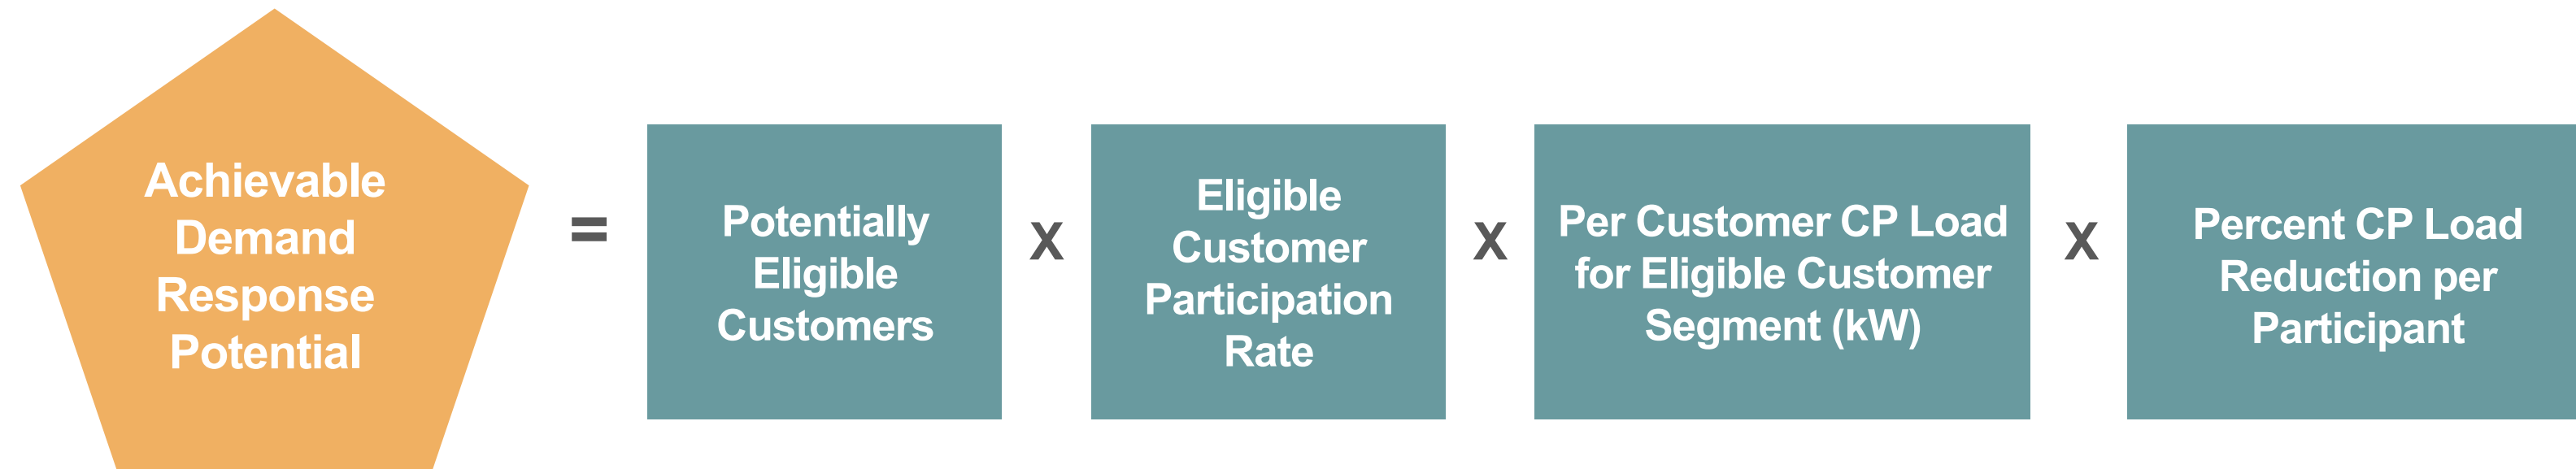 Achievable
Demand
Response
Potential
=
Potentially
Eligible
Customers
X
Eligible
Customer
Participation
Rate
X
Per Customer CP Load
for Eligible Customer
Segment (kW)
X
Percent CP Load
Reduction per
Participant